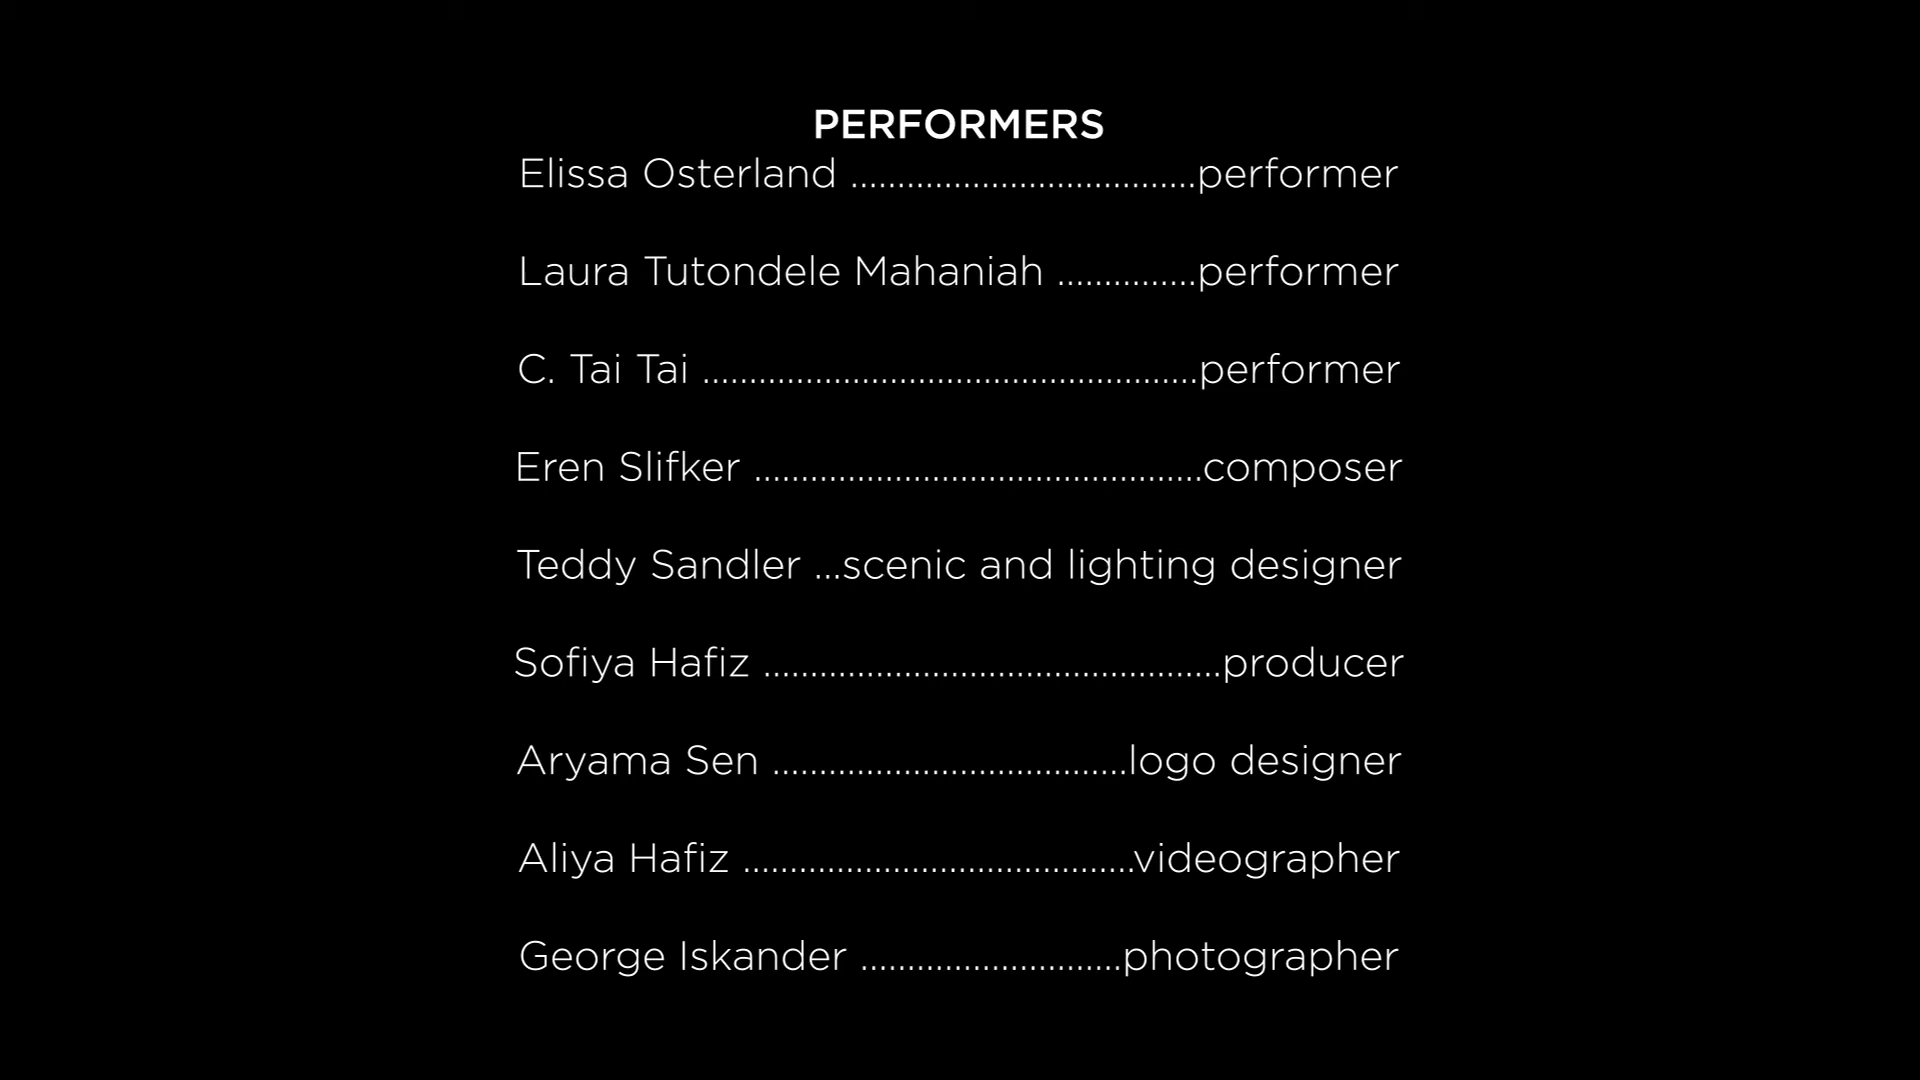 PERFORMERS
Elissa Osterland .....................................performer
Laura Tutondele Mahaniah ...............performer
C. Tai Tai .....................................................performer
Eren Slifker ................................................composer
Teddy Sandler ...scenic and lighting designer
Sofiya Hafiz .................................................producer
Aryama Sen ......................................logo designer
Aliya Hafiz ..........................................videographer
George Iskander ............................photographer